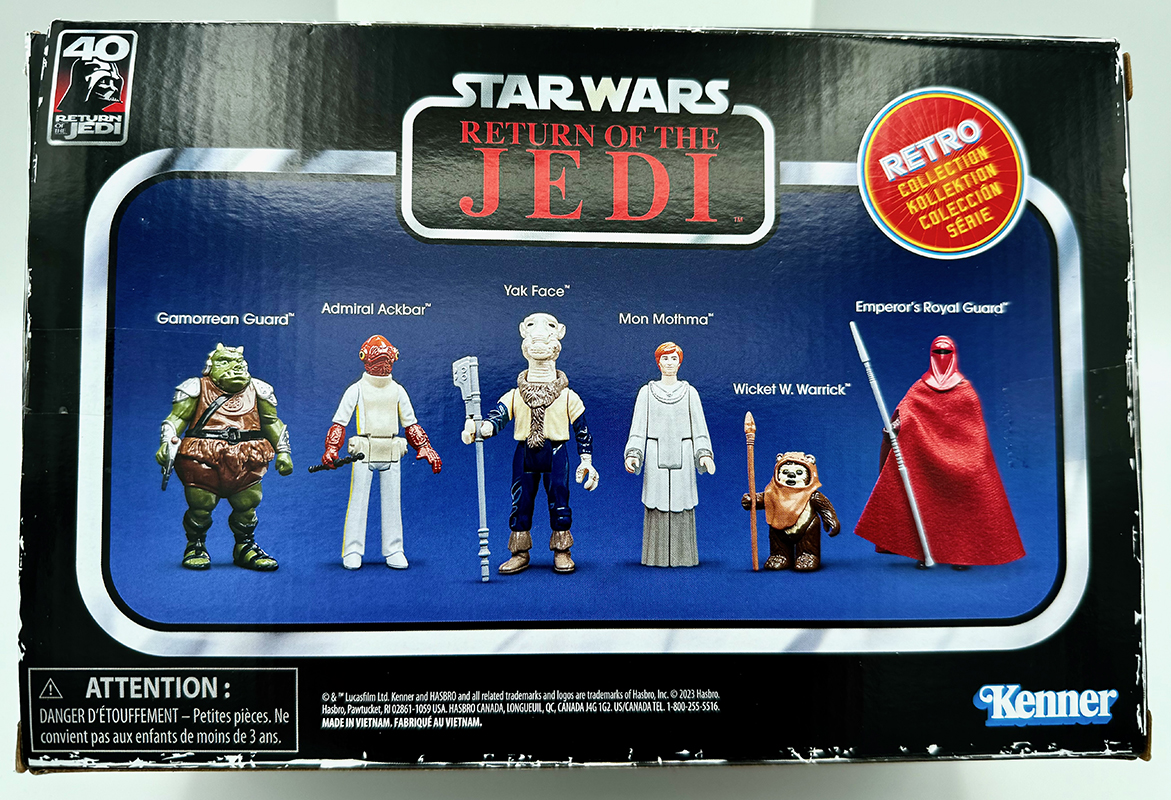 40
RETURN
OF THE
JEDI
STAR WARS
RETURN OF THE
JEDI™
RETRO
COLLECTION
KOLLEKTION
COLECCIÓN
SÉRIE
Gamorrean Guard™
Admiral Ackbar™
Yak Face™
Mon Mothma™
Wicket W. Warrick™
Emperor's Royal Guard™
ATTENTION :
DANGER D'ÉTOUFFEMENT – Petites pièces. Ne
convient pas aux enfants de moins de 3 ans.
© & ™ Lucasfilm Ltd. Kenner and HASBRO and all related trademarks and logos are trademarks of Hasbro, Inc. © 2023 Hasbro.
Hasbro, Pawtucket, RI 02861-1059 USA. HASBRO CANADA, LONGUEUIL, QC, CANADA J4G 1G2. US/CANADA TEL. 1-800-255-5516.
MADE IN VIETNAM. FABRIQUÉ AU VIETNAM.
Kenner